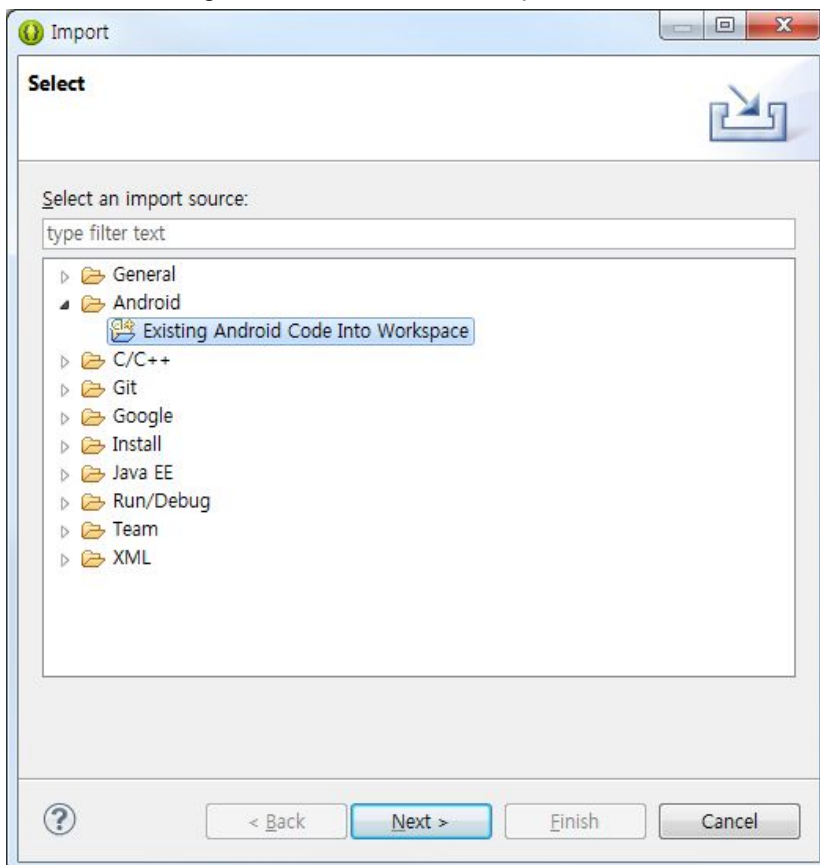 Import
Select
Select an import source:
type filter text
General
Android
Existing Android Code Into Workspace
C/C++
Git
Google
Install
Java EE
Run/Debug
Team
XML
?
< Back
Next >
Finish
Cancel